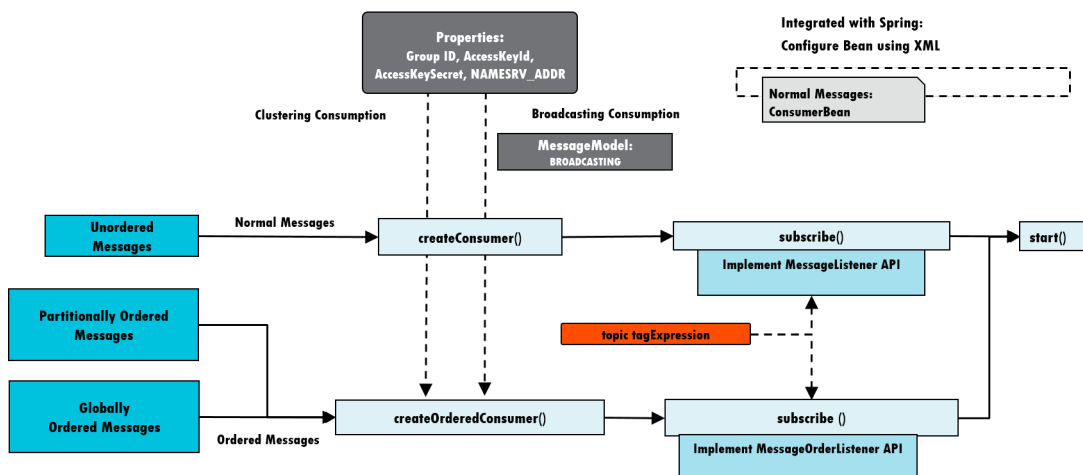 Properties:
Group ID, AccessKeyId,
AccessKeySecret, NAMESRV_ADDR
Integrated with Spring:
Configure Bean using XML
Normal Messages:
ConsumerBean
Clustering Consumption
Broadcasting Consumption
MessageModel:
BROADCASTING
Unordered
Messages
Normal Messages
createConsumer()
subscribe()
start()
Implement MessageListener API
Partitionally Ordered
Messages
topic tagExpression
Globally
Ordered Messages
Ordered Messages
createOrderedConsumer()
subscribe ()
Implement MessageOrderListener API